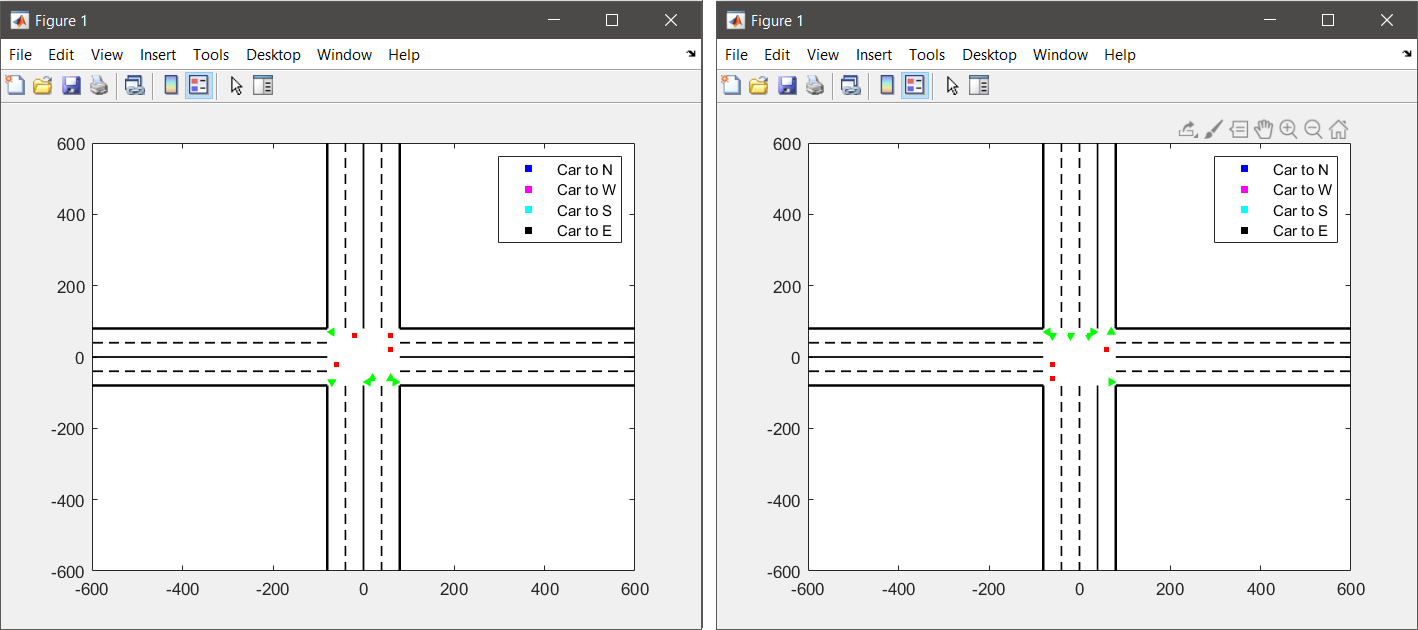 Figure 1
File Edit View Insert Tools Desktop Window Help
600
400
200
0
-200
-400
-600
-600 -400 -200 0 200 400 600
Car to N
Car to W
Car to S
Car to E
Figure 1
File Edit View Insert Tools Desktop Window Help
600
400
200
0
-200
-400
-600
-600 -400 -200 0 200 400 600
Car to N
Car to W
Car to S
Car to E